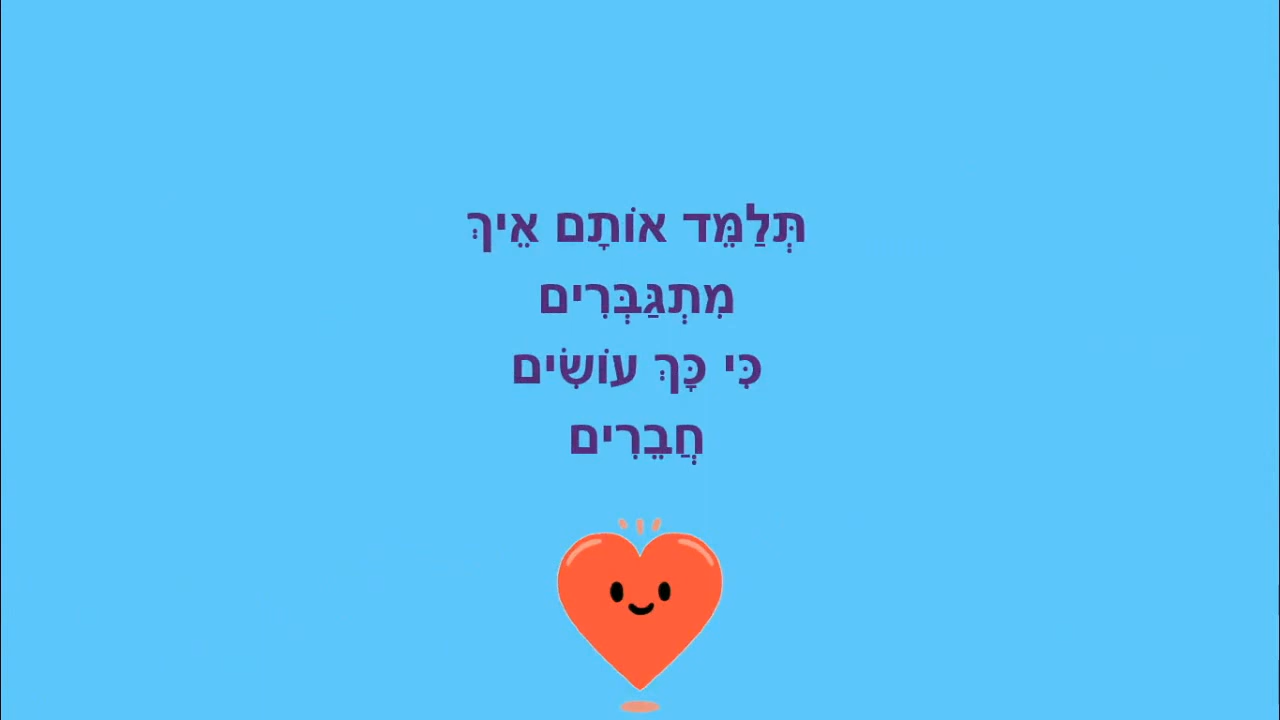 תְּלַמֵּד אוֹתָם אֵיךְ
מִתְגַּבְּרִים
כִּי כָּךְ עוֹשִׂים
חֲבֵרִים